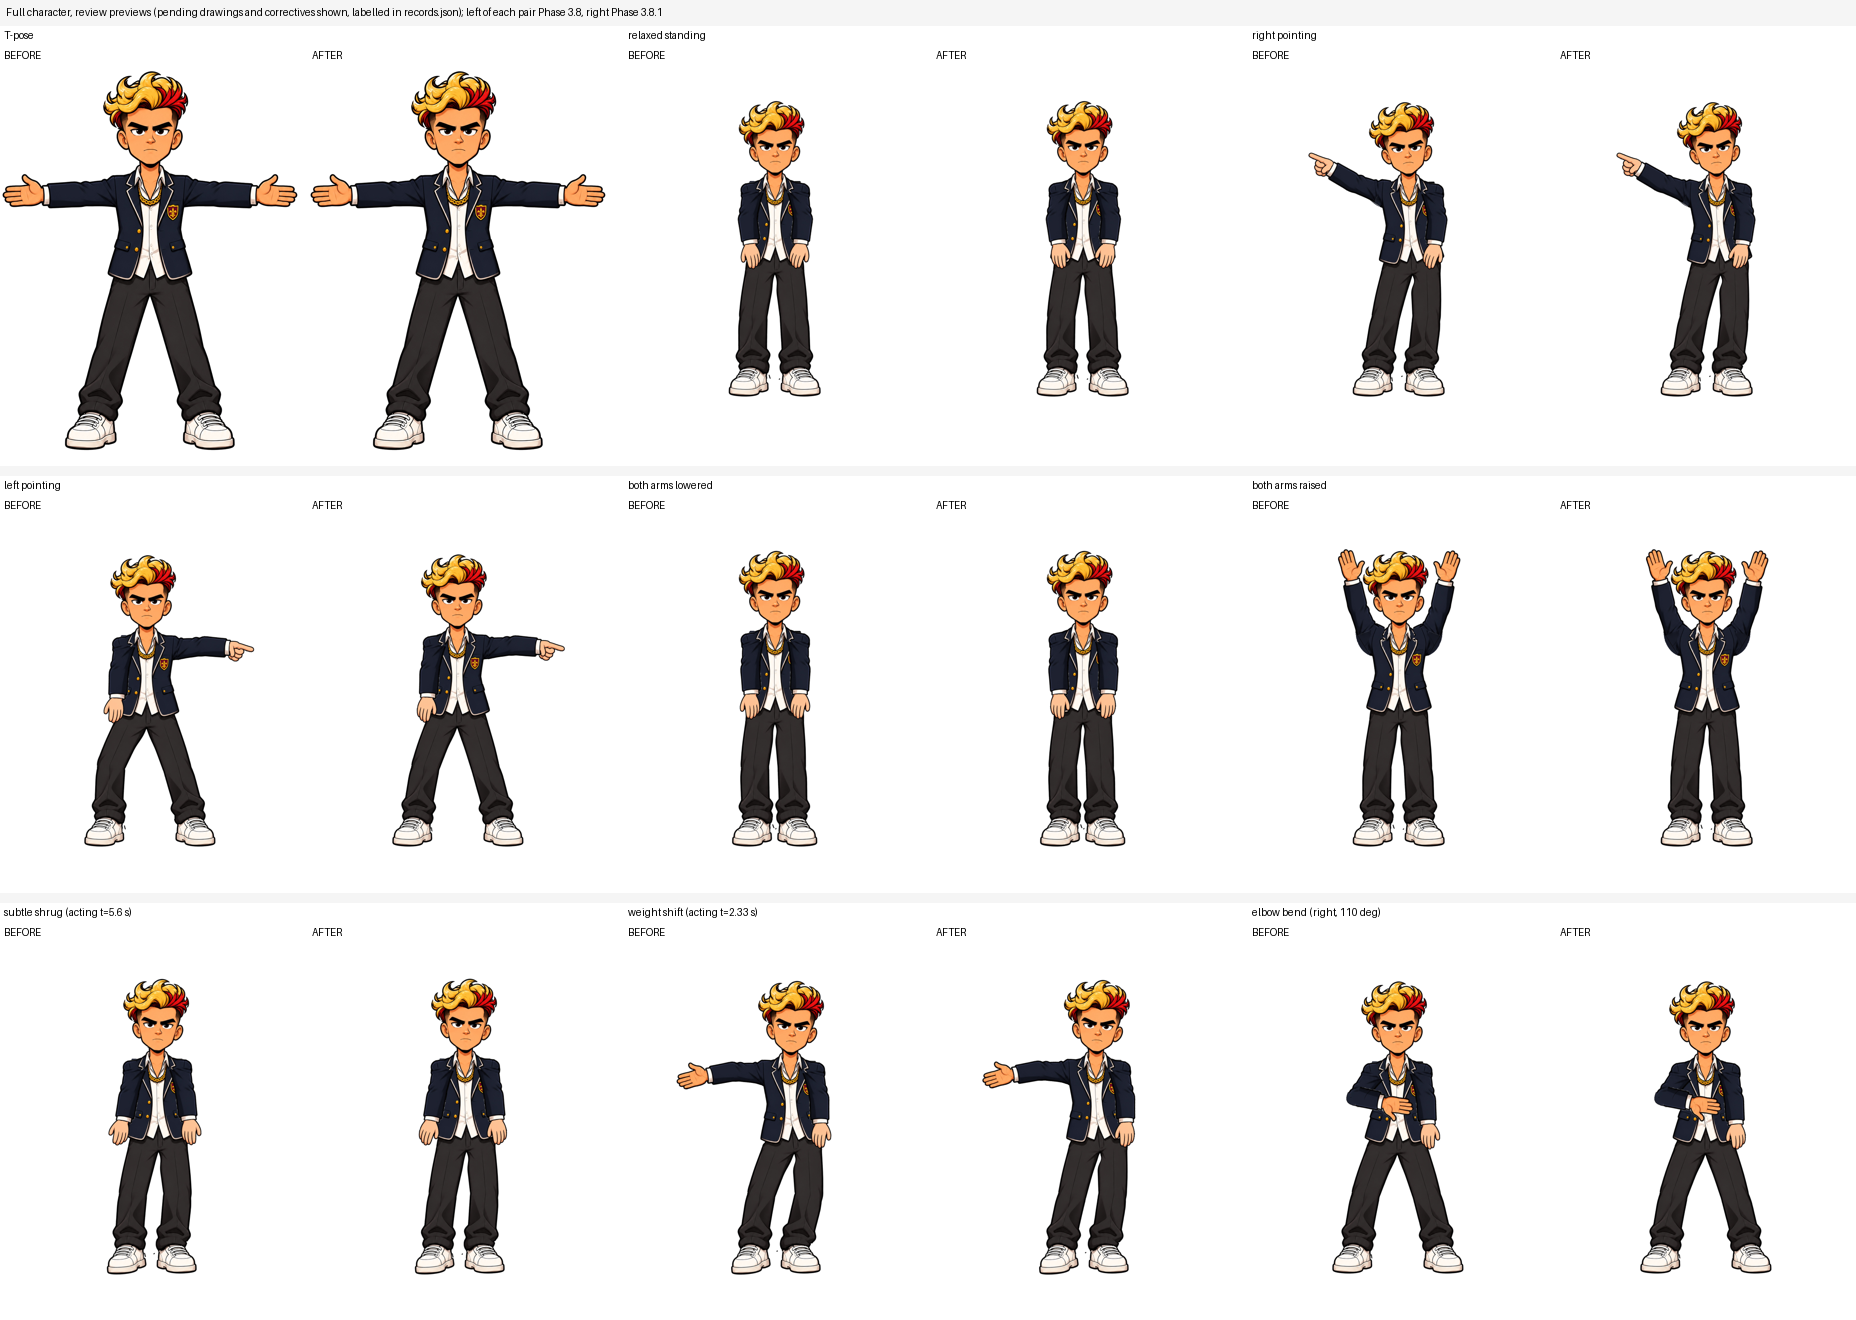 Full character, review previews (pending drawings and correctives shown, labelled in records.json); left of each pair Phase 3.8, right Phase 3.8.1
T-pose
BEFORE
AFTER
relaxed standing
BEFORE
AFTER
right pointing
BEFORE
AFTER
left pointing
BEFORE
AFTER
both arms lowered
BEFORE
AFTER
both arms raised
BEFORE
AFTER
subtle shrug (acting t=5.6 s)
BEFORE
AFTER
weight shift (acting t=2.33 s)
BEFORE
AFTER
elbow bend (right, 110 deg)
BEFORE
AFTER